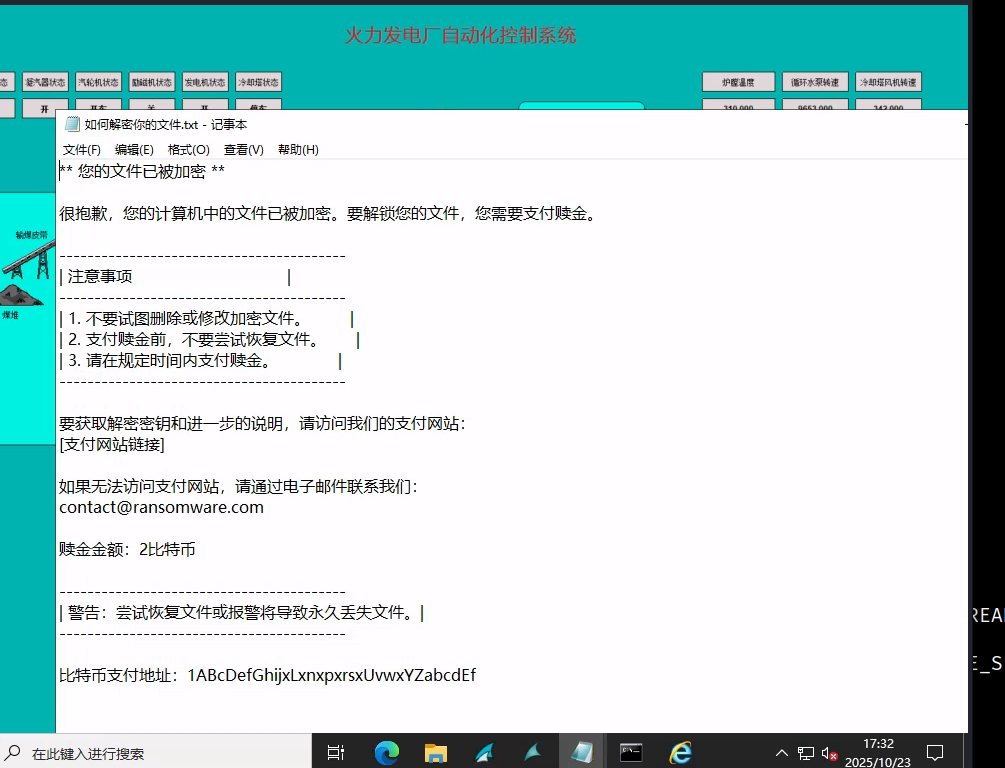 火力发电厂自动化控制系统
态 凝汽器状态 汽轮机状态 励磁机状态 发电机状态 冷却塔状态 炉膛温度 循环水泵转速 冷却塔风机转速
开 开车 关 开 停车 310.000 9653.000 343.000
如何解密你的文件.txt - 记事本
文件(F) 编辑(E) 格式(O) 查看(V) 帮助(H)
** 您的文件已被加密 **
很抱歉，您的计算机中的文件已被加密。要解锁您的文件，您需要支付赎金。
输煤皮带
-----------------------------------------
| 注意事项 |
-----------------------------------------
煤堆
| 1. 不要试图删除或修改加密文件。 |
| 2. 支付赎金前，不要尝试恢复文件。 |
| 3. 请在规定时间内支付赎金。 |
-----------------------------------------
要获取解密密钥和进一步的说明，请访问我们的支付网站：
[支付网站链接]
如果无法访问支付网站，请通过电子邮件联系我们：
contact@ransomware.com
赎金金额：2比特币
-----------------------------------------
| 警告：尝试恢复文件或报警将导致永久丢失文件。|
-----------------------------------------
E_S
比特币支付地址：1ABcDefGhijxLxnxpxrsxUvwxYZabcdEf
在此键入进行搜索
17:32
2025/10/23